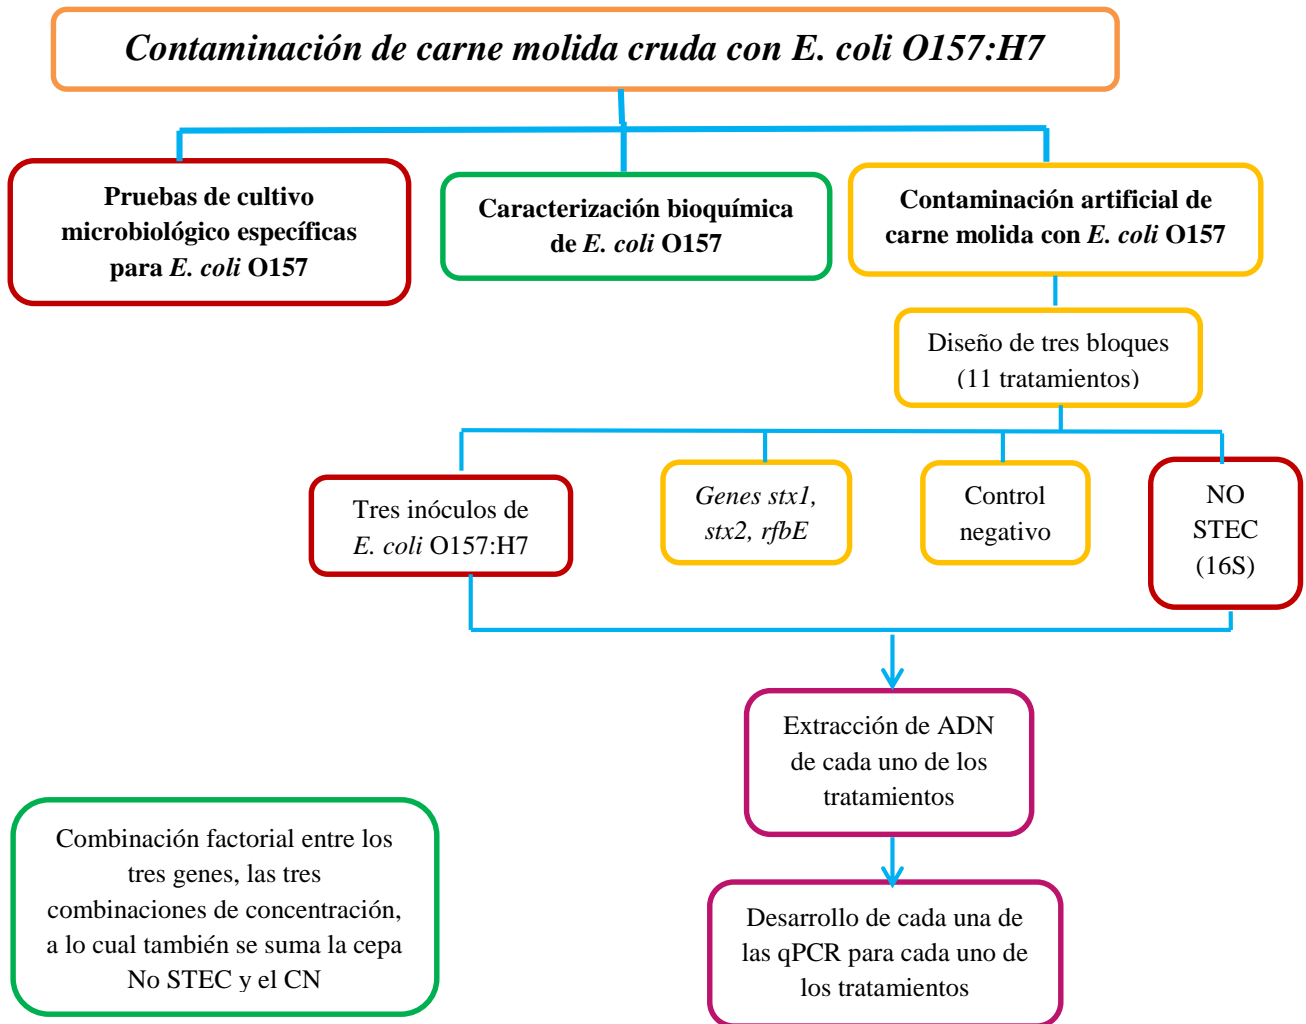 Contaminación de carne molida cruda con E. coli O157:H7
Pruebas de cultivo
microbiológico específicas
para E. coli O157
Caracterización bioquímica
de E. coli O157
Contaminación artificial de
carne molida con E. coli O157
Diseño de tres bloques
(11 tratamientos)
Tres inóculos de
E. coli O157:H7
Genes stx1,
stx2, rfbE
Control
negativo
NO
STEC
(16S)
Extracción de ADN
de cada uno de los
tratamientos
Combinación factorial entre los
tres genes, las tres
combinaciones de concentración,
a lo cual también se suma la cepa
No STEC y el CN
Desarrollo de cada una de
las qPCR para cada uno de
los tratamientos